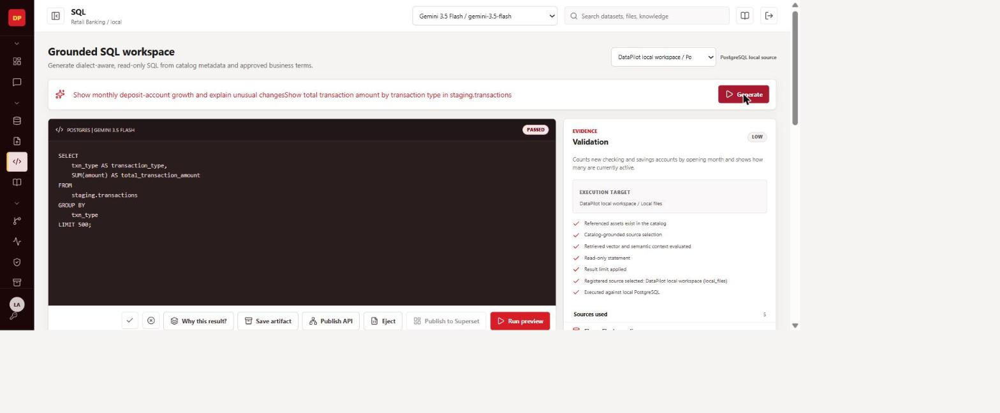 DP
SQL
Retail Banking / local
Gemini 3.5 Flash / gemini-3.5-flash
Search datasets, files, knowledge
Grounded SQL workspace
Generate dialect-aware, read-only SQL from catalog metadata and approved business terms.
DataPilot local workspace / Po
PostgreSQL local source
Show monthly deposit-account growth and explain unusual changesShow total transaction amount by transaction type in staging.transactions
Generate
</> POSTGRES | GEMINI 3.5 FLASH
PASSED
SELECT
txn_type AS transaction_type,
SUM(amount) AS total_transaction_amount
FROM
staging.transactions
GROUP BY
txn_type
LIMIT 500;
Why this result?
Save artifact
Publish API
Eject
Publish to Superset
Run preview
EVIDENCE
Validation
LOW
Counts new checking and savings accounts by opening month and shows how
many are currently active.
EXECUTION TARGET
DataPilot local workspace / Local files
Referenced assets exist in the catalog
Catalog-grounded source selection
Retrieved vector and semantic context evaluated
Read-only statement
Result limit applied
Registered source selected: DataPilot local workspace (local_files)
Executed against local PostgreSQL
Sources used
5
LA